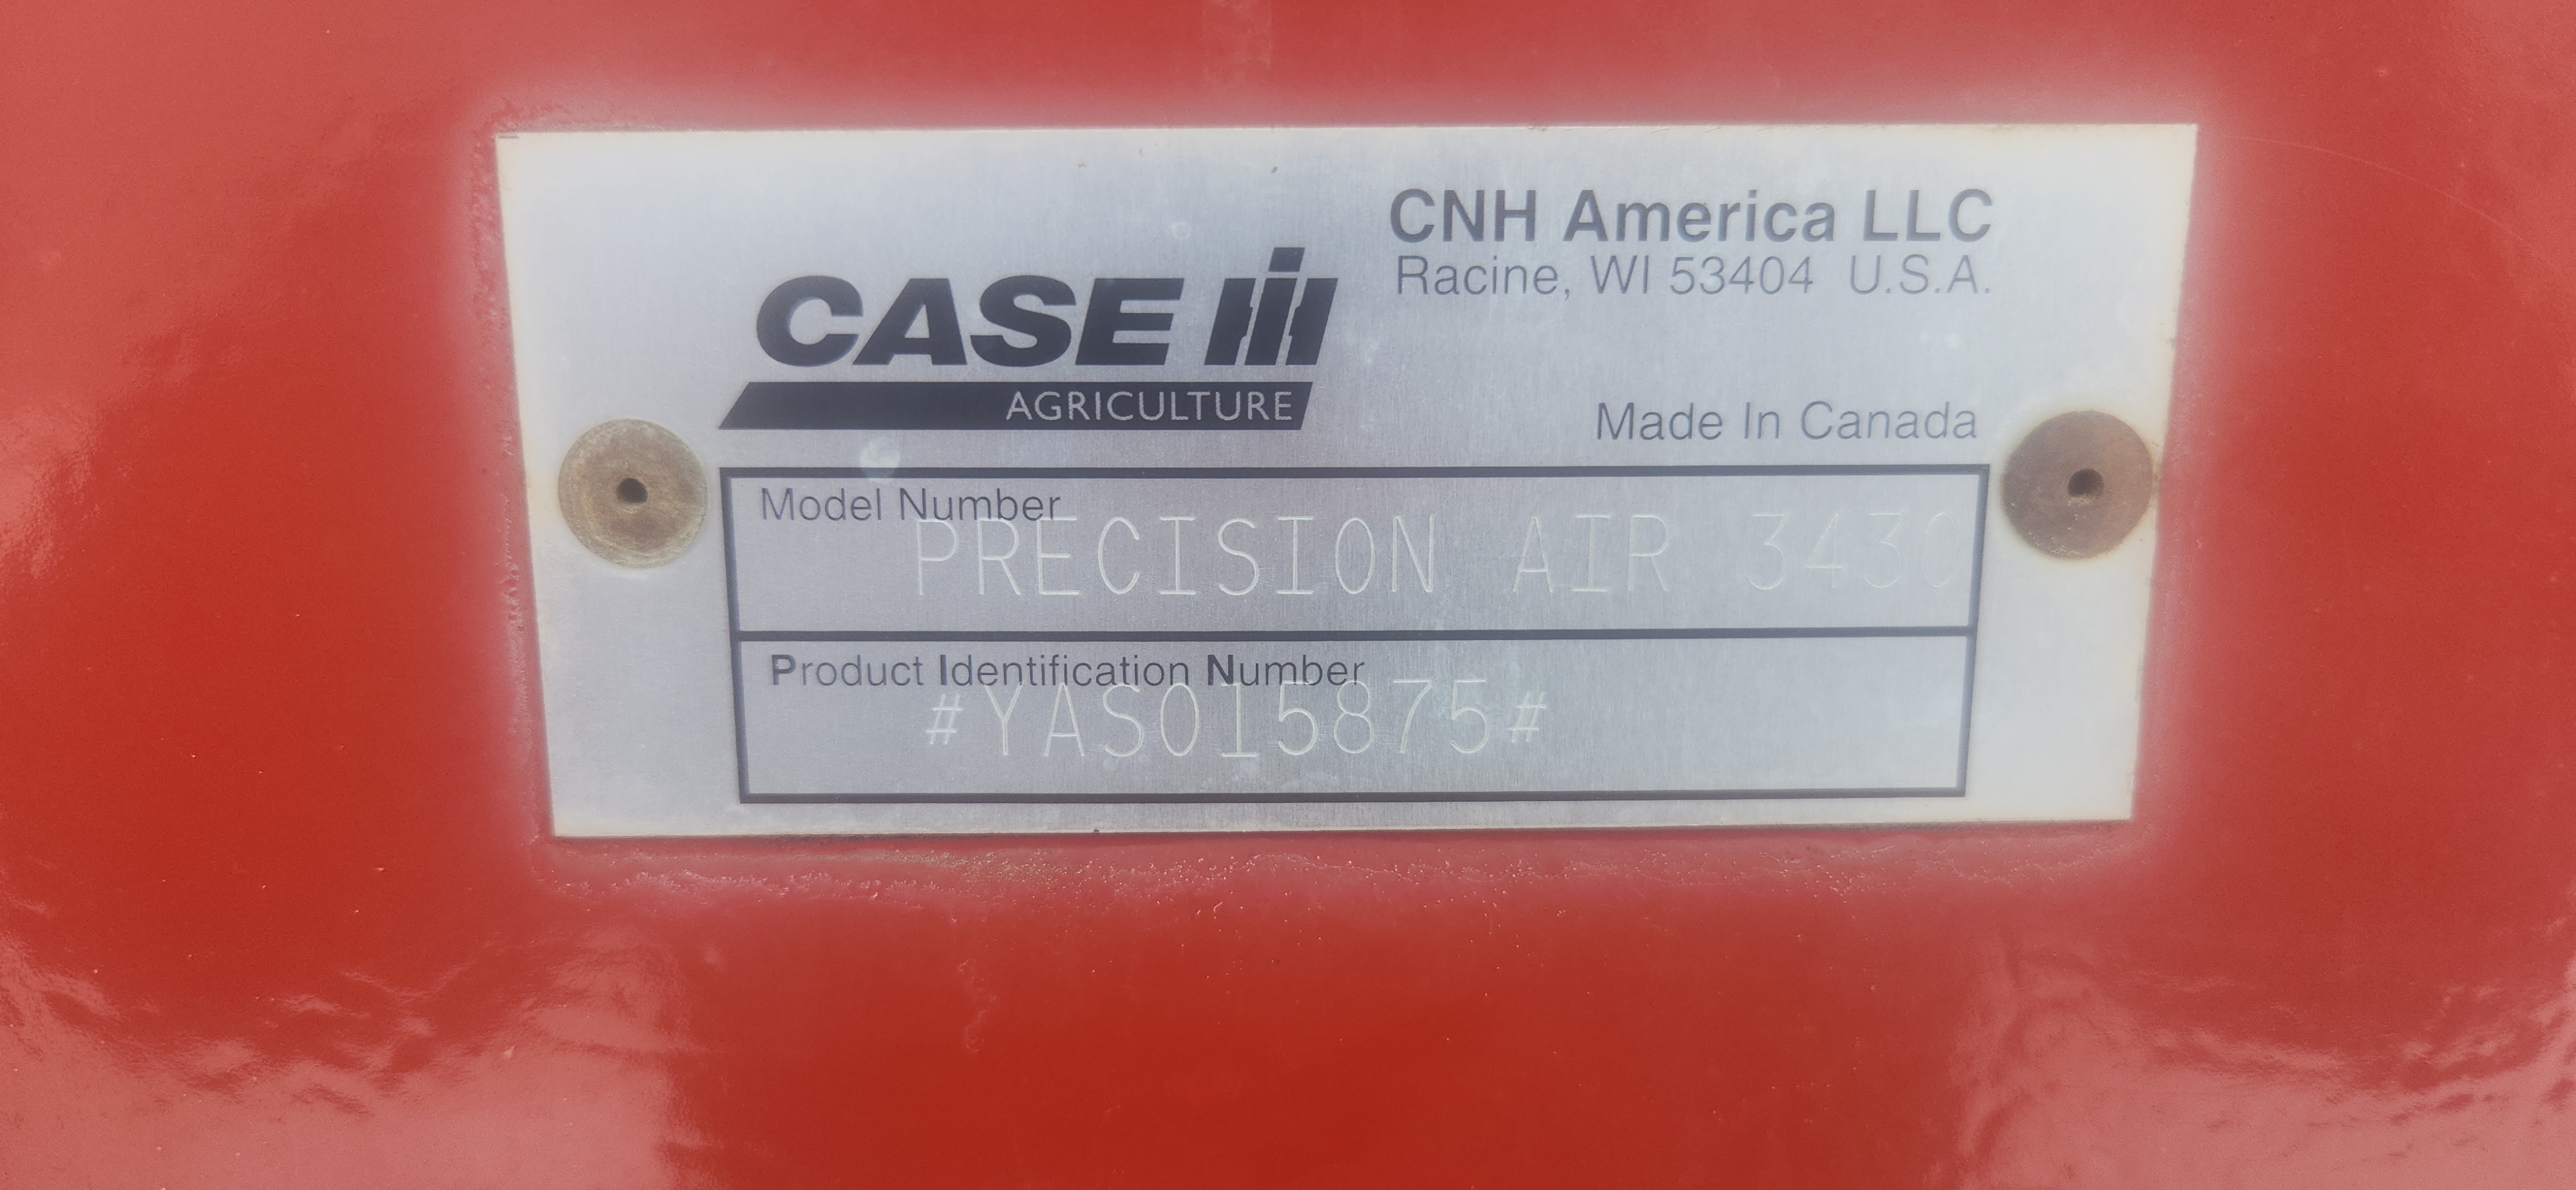 CNH America LLC
Racine, WI 53404 U.S.A.
CASE IH
AGRICULTURE
Made In Canada
Model Number
PRECISION AIR 3430
Product Identification Number
#YAS015875#